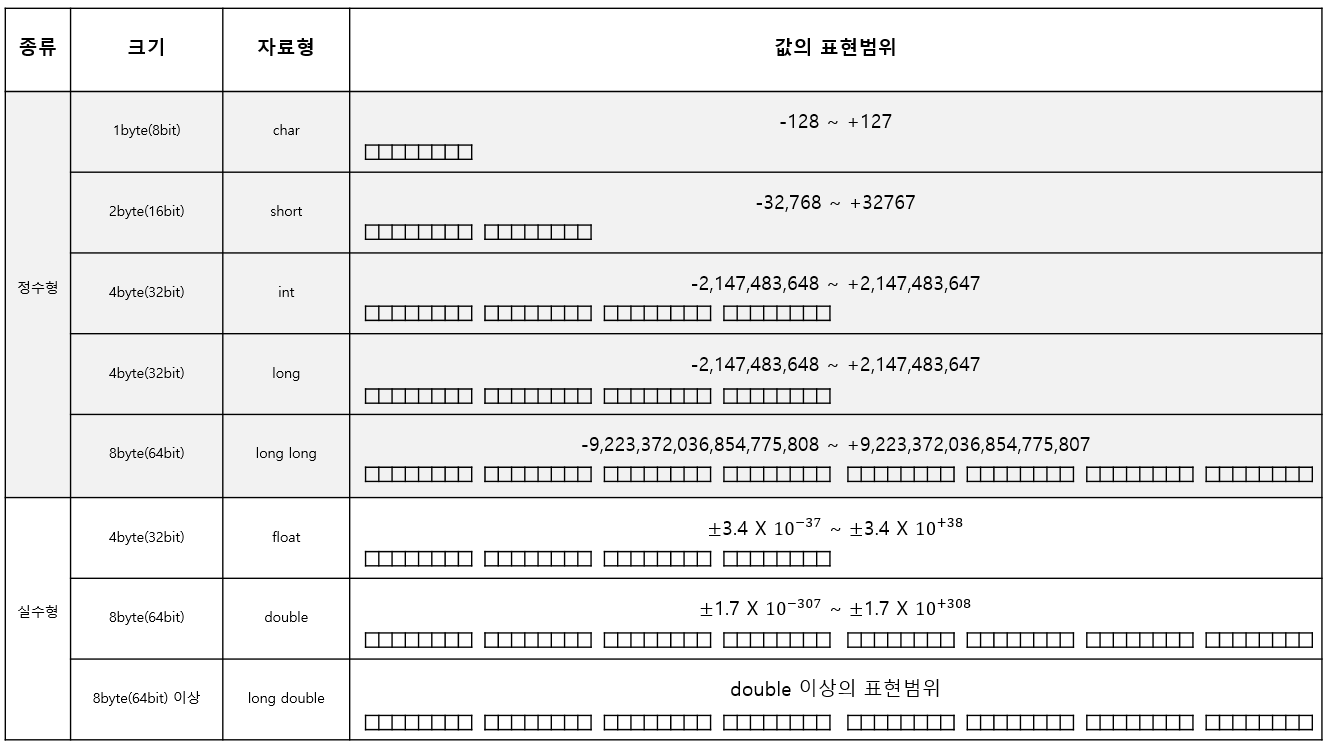 종류 크기 자료형 값의 표현범위
정수형
1byte(8bit) char -128 ~ +127
2byte(16bit) short -32,768 ~ +32767
4byte(32bit) int -2,147,483,648 ~ +2,147,483,647
4byte(32bit) long -2,147,483,648 ~ +2,147,483,647
8byte(64bit) long long -9,223,372,036,854,775,808 ~ +9,223,372,036,854,775,807
실수형
4byte(32bit) float ±3.4 X 10⁻³⁷ ~ ±3.4 X 10⁺³⁸
8byte(64bit) double ±1.7 X 10⁻³⁰⁷ ~ ±1.7 X 10⁺³⁰⁸
8byte(64bit) 이상 long double double 이상의 표현범위